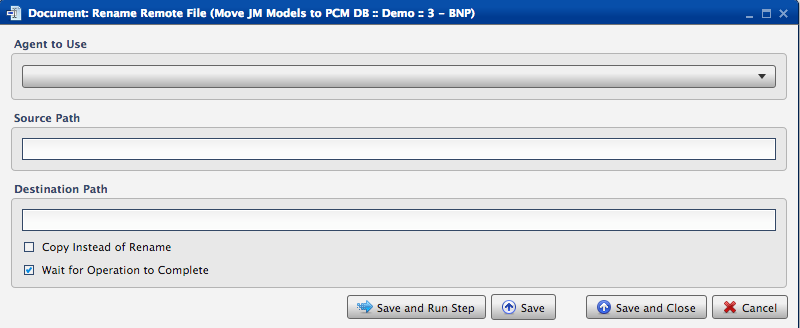 Document: Rename Remote File (Move JM Models to PCM DB :: Demo :: 3 - BNP)
Agent to Use
Source Path
Destination Path
Copy Instead of Rename
Wait for Operation to Complete
Save and Run Step Save Save and Close Cancel